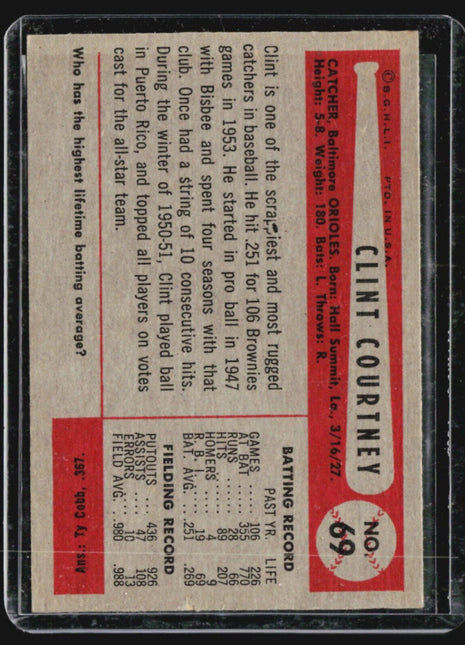 © B.G.H.L.I. PTD. IN U.S.A.
CLINT COURTNEY
NO.
69
CATCHER, Baltimore ORIOLES. Born: Hall Summit, La., 3/16/27.
Height: 5-8. Weight: 180. Bats: L. Throws: R.
Clint is one of the scrappiest and most rugged
catchers in baseball. He hit .251 for 106 Brownies
games in 1953. He started in pro ball in 1947
with Bisbee and spent four seasons with that
club. Once had a string of 10 consecutive hits.
During the winter of 1950-51, Clint played ball
in Puerto Rico, and topped all players on votes
cast for the all-star team.
BATTING RECORD
PAST YR. LIFE
GAMES ..... 106 226
AT BAT ..... 355 770
RUNS ..... 28 66
HITS ..... 89 207
HOMERS ..... 4 9
R. B. I. ..... 19 69
BAT. AVG. ... .251 .269
FIELDING RECORD
PUTOUTS ... 436 926
ASSISTS ... 47 108
ERRORS ... 10 13
FIELD AVG. ... .980 .988
Who has the highest lifetime batting average?
Ans: Ty Cobb, .367.